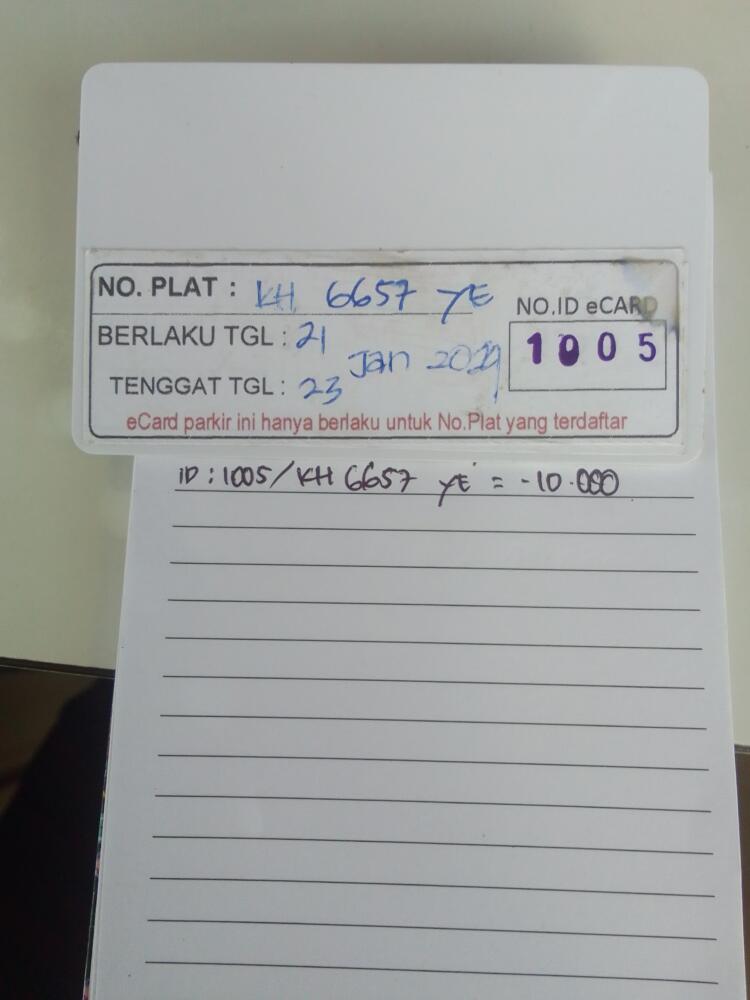 NO. PLAT : KH 6657 YE
NO.ID eCARD
BERLAKU TGL : 21
1005
Jan
TENGGAT TGL : 23
eCard parkir ini hanya berlaku untuk No.Plat yang terdaftar
ID : 1005 / KH 6657 YE = -10.000